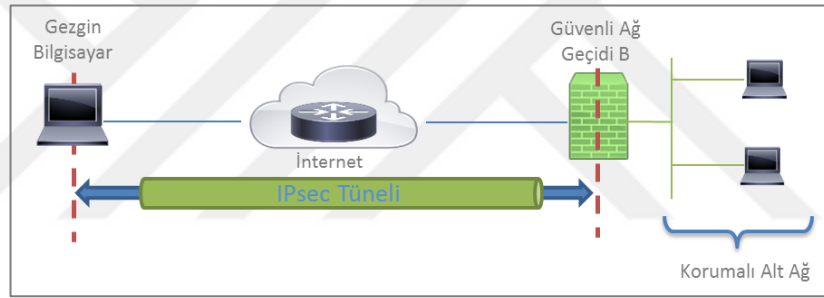 Gezgin
Bilgisayar
Güvenli Ağ
Geçidi B
İnternet
IPsec Tüneli
Korumalı Alt Ağ